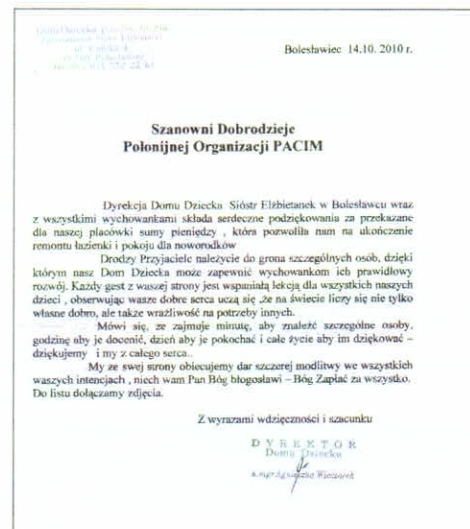 Dom Dziecka
Bolesławiec 14.10. 2010 r.
Szanowni Dobrodzieje
Polonijnej Organizacji PACIM
Dyrekcja Domu Dziecka Sióstr Elżbietanek w Bolesławcu wraz
z wszystkimi wychowankami składa serdeczne podziękowania za przekazane
dla naszej placówki sumy pieniędzy , która pozwoliła nam na ukończenie
remontu łazienki i pokoju dla noworodków
Drodzy Przyjaciele należycie do grona szczególnych osób, dzięki
którym nasz Dom Dziecka może zapewnić wychowankom ich prawidłowy
rozwój. Każdy gest z waszej strony jest wspaniałą lekcją dla wszystkich naszych
dzieci , obserwując wasze dobre serca uczą się ,że na świecie liczy się nie tylko
własne dobro, ale także wrażliwość na potrzeby innych.
Mówi się, ze zajmuje minutę, aby znaleźć szczególne osoby,
godzinę aby je docenić, dzień aby je pokochać i całe życie aby im dziękować –
dziękujemy i my z całego serca..
My ze swej strony obiecujemy dar szczerej modlitwy we wszystkich
waszych intencjach , niech wam Pan Bóg błogosławi – Bóg Zapłać za wszystko.
Do listu dołączamy zdjęcia.
Z wyrazami wdzięczności i szacunku
DYREKTOR
Domu Dziecka